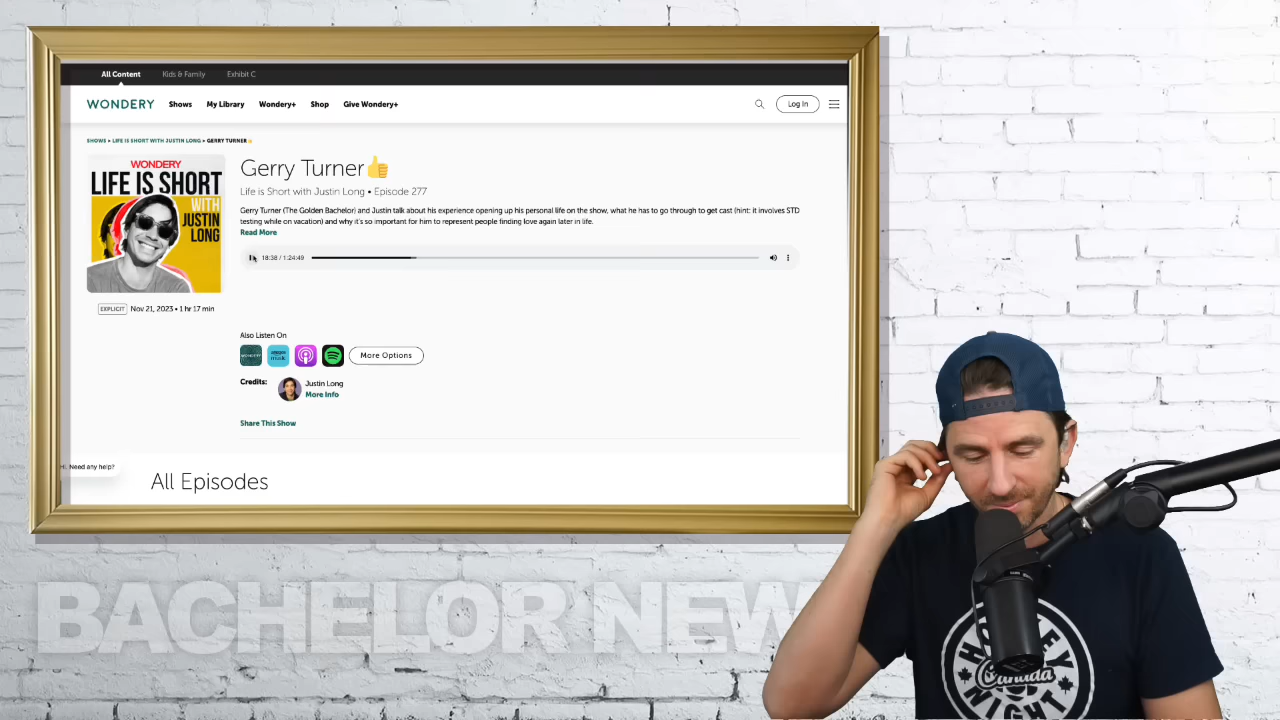 All Content Kids & Family Exhibit C
WONDERY Shows My Library Wondery+ Shop Give Wondery+ Log In
SHOWS • LIFE IS SHORT WITH JUSTIN LONG • GERRY TURNER👍
WONDERY
LIFE IS SHORT
WITH
JUSTIN
LONG
EXPLICIT Nov 21, 2023 • 1 hr 17 min
Gerry Turner👍
Life is Short with Justin Long • Episode 277
Gerry Turner (The Golden Bachelor) and Justin talk about his experience opening up his personal life on the show, what he has to go through to get cast (hint: it involves STD
testing while on vacation) and why it's so important for him to represent people finding love again later in life.
Read More
18:38 / 1:24:49
Also Listen On
More Options
Credits: Justin Long
More Info
Share This Show
Hi. Need any help?
All Episodes
BACHELOR NEW
HOCKEY
Canada
NIGHT